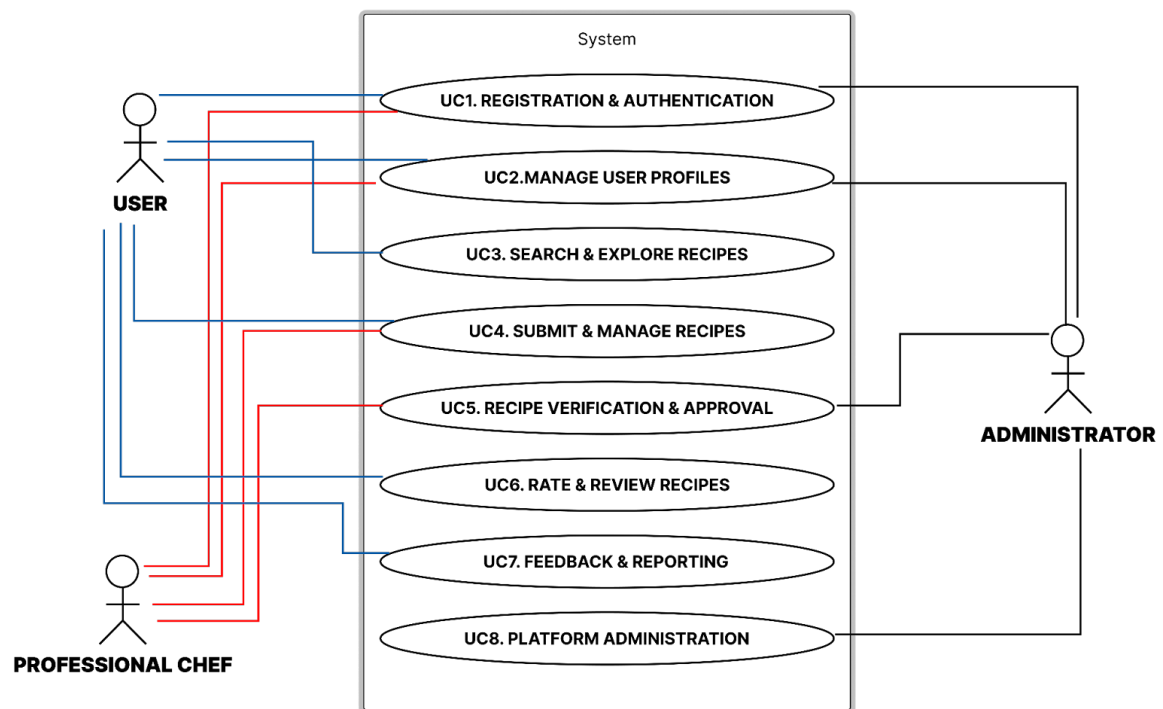 System
UC1. REGISTRATION & AUTHENTICATION
UC2.MANAGE USER PROFILES
USER
UC3. SEARCH & EXPLORE RECIPES
UC4. SUBMIT & MANAGE RECIPES
UC5. RECIPE VERIFICATION & APPROVAL
ADMINISTRATOR
UC6. RATE & REVIEW RECIPES
UC7. FEEDBACK & REPORTING
UC8. PLATFORM ADMINISTRATION
PROFESSIONAL CHEF